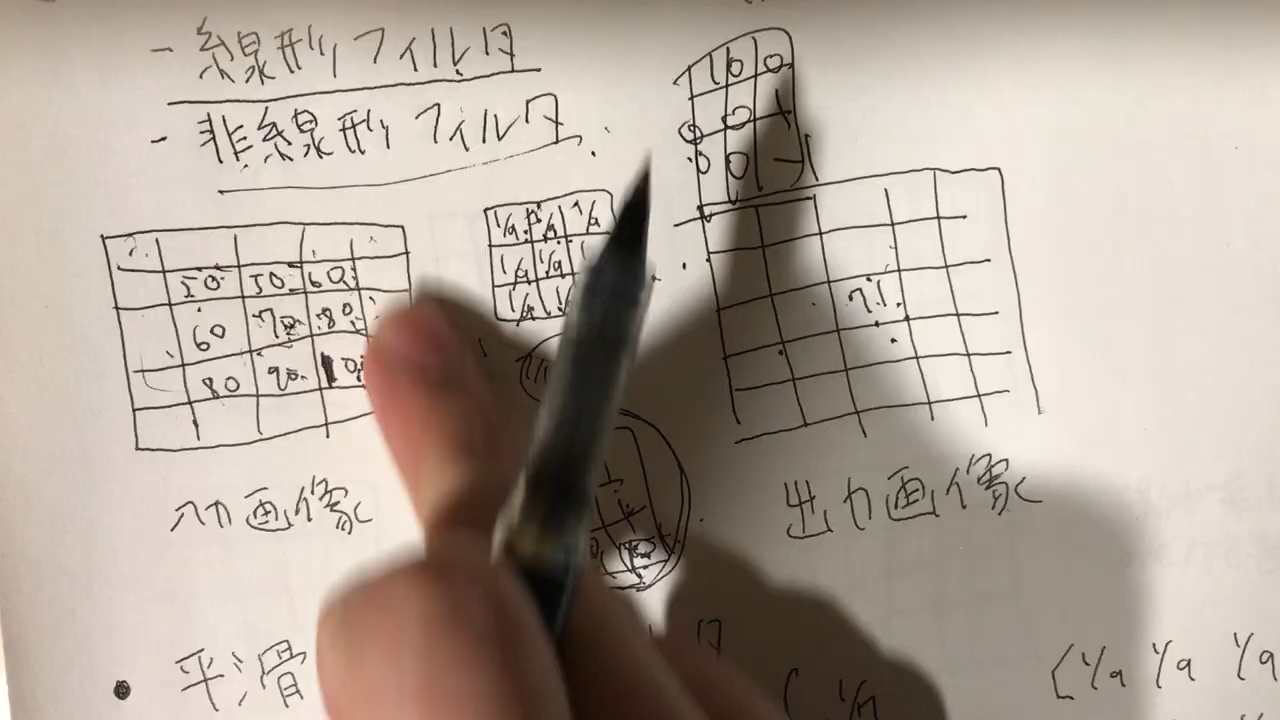 - 線形フィルタ
- 非線形フィルタ
1 0 0
0 0 -1
0 0 -1
1/9 1/9 1/9
1/9 1/9
1/9
50 50 60
60 70 80
80 90 10
71
入力画像
出力画像
• 平滑
1/9 1/9 1/9